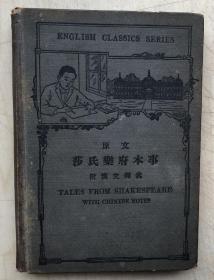 ENGLISH CLASSICS SERIES
原文
莎氏樂府本事
附漢文釋義
TALES FROM SHAKESPEARE
WITH CHINESE NOTES